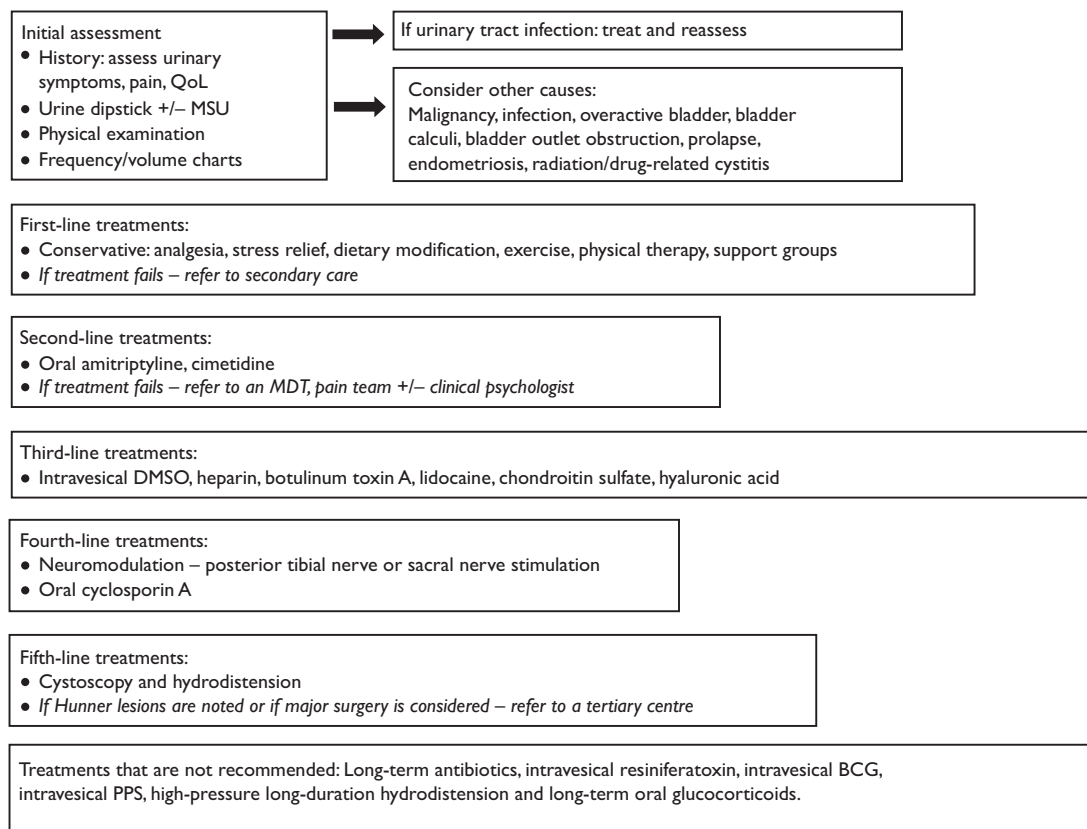 Initial assessment
● History: assess urinary
symptoms, pain, QoL
● Urine dipstick +/– MSU
● Physical examination
● Frequency/volume charts
If urinary tract infection: treat and reassess
Consider other causes:
Malignancy, infection, overactive bladder, bladder
calculi, bladder outlet obstruction, prolapse,
endometriosis, radiation/drug-related cystitis
First-line treatments:
● Conservative: analgesia, stress relief, dietary modification, exercise, physical therapy, support groups
● If treatment fails – refer to secondary care
Second-line treatments:
● Oral amitriptyline, cimetidine
● If treatment fails – refer to an MDT, pain team +/– clinical psychologist
Third-line treatments:
● Intravesical DMSO, heparin, botulinum toxin A, lidocaine, chondroitin sulfate, hyaluronic acid
Fourth-line treatments:
● Neuromodulation – posterior tibial nerve or sacral nerve stimulation
● Oral cyclosporin A
Fifth-line treatments:
● Cystoscopy and hydrodistension
● If Hunner lesions are noted or if major surgery is considered – refer to a tertiary centre
Treatments that are not recommended: Long-term antibiotics, intravesical resiniferatoxin, intravesical BCG,
intravesical PPS, high-pressure long-duration hydrodistension and long-term oral glucocorticoids.